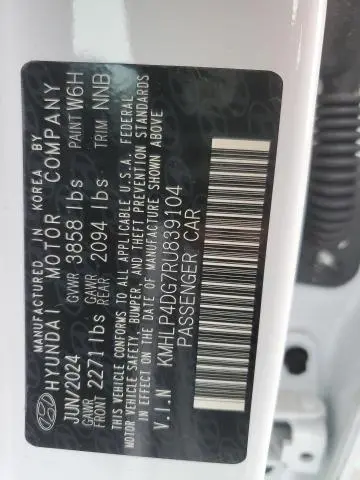 MANUFACTURED IN KOREA BY
HYUNDAI MOTOR COMPANY
JUN/2024 GVWR 3858 lbs PAINT W6H
GAWR FRONT 2271 lbs GAWR REAR 2094 lbs TRIM NNB
THIS VEHICLE CONFORMS TO ALL APPLICABLE U.S.A. FEDERAL
MOTOR VEHICLE SAFETY, BUMPER, AND THEFT PREVENTION STANDARDS
IN EFFECT ON THE DATE OF MANUFACTURE SHOWN ABOVE
V.I.N KMHLP4DG7RU839104
PASSENGER CAR